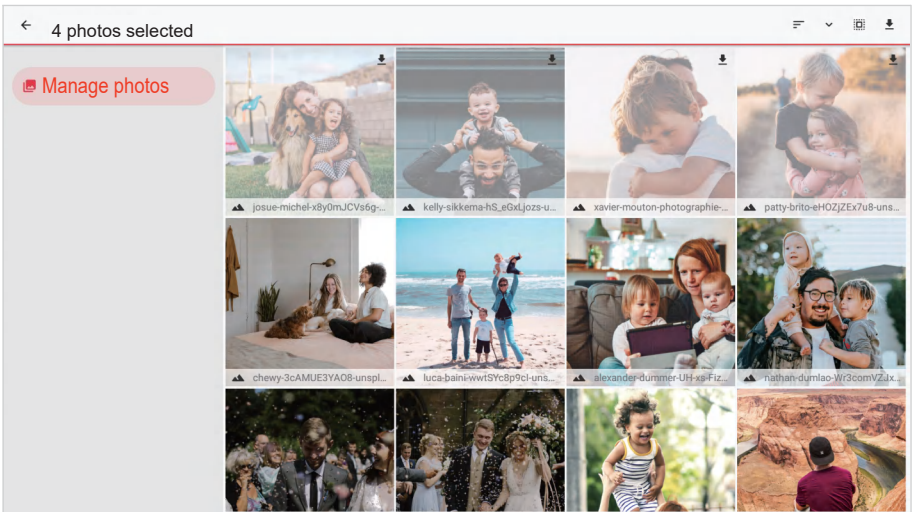 4 photos selected
Manage photos
josue-michel-x8y0mJCVs6g-...
kelly-sikkema-hS_eGxLjozs-u...
xavier-mouton-photographie-...
patty-brito-eHOZjZEx7u8-uns...
chewy-3cAMUE3YAO8-unspl...
luca-baini-wwtSYc8p9cI-uns...
alexander-dummer-UH-xs-Fiz...
nathan-dumlao-Wr3comVZJx...